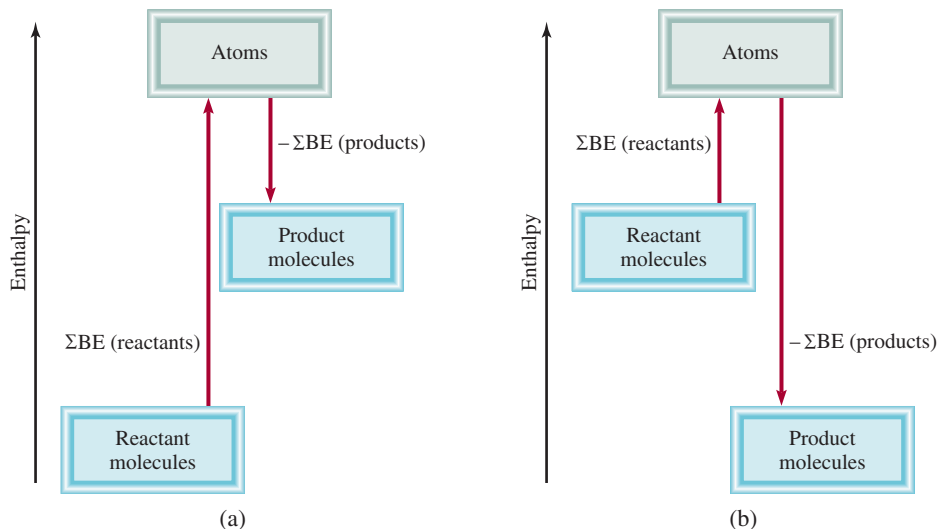 Enthalpy
Atoms
– ΣBE (products)
Product
molecules
ΣBE (reactants)
Reactant
molecules
(a)
Enthalpy
Atoms
ΣBE (reactants)
Reactant
molecules
– ΣBE (products)
Product
molecules
(b)